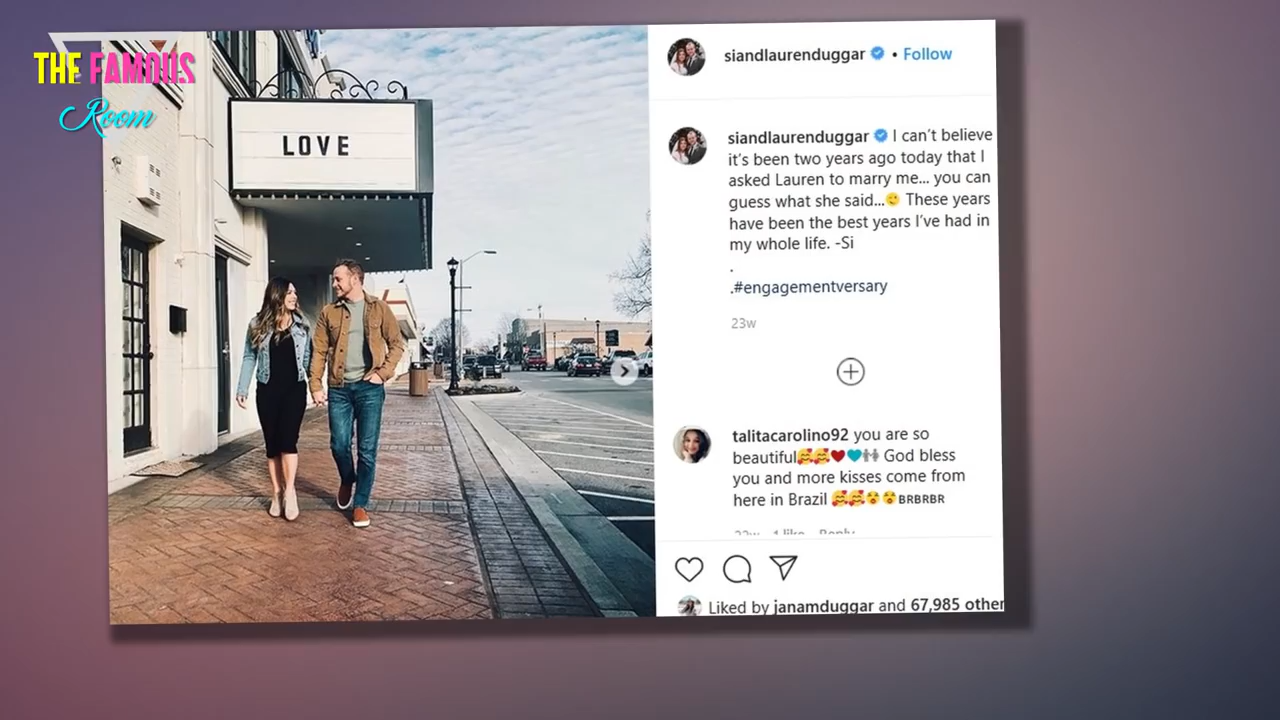 THE FAMOUS
Room
LOVE
siandlaurenduggar • Follow
siandlaurenduggar I can't believe
it's been two years ago today that I
asked Lauren to marry me... you can
guess what she said...😋 These years
have been the best years I've had in
my whole life. -Si
.
.#engagementversary
23w
talitacarolino92 you are so
beautiful🥰🥰❤️💙👫 God bless
you and more kisses come from
here in Brazil 🥰🥰😲😲BRBRBR
1 like Reply
Liked by janamduggar and 67,985 other